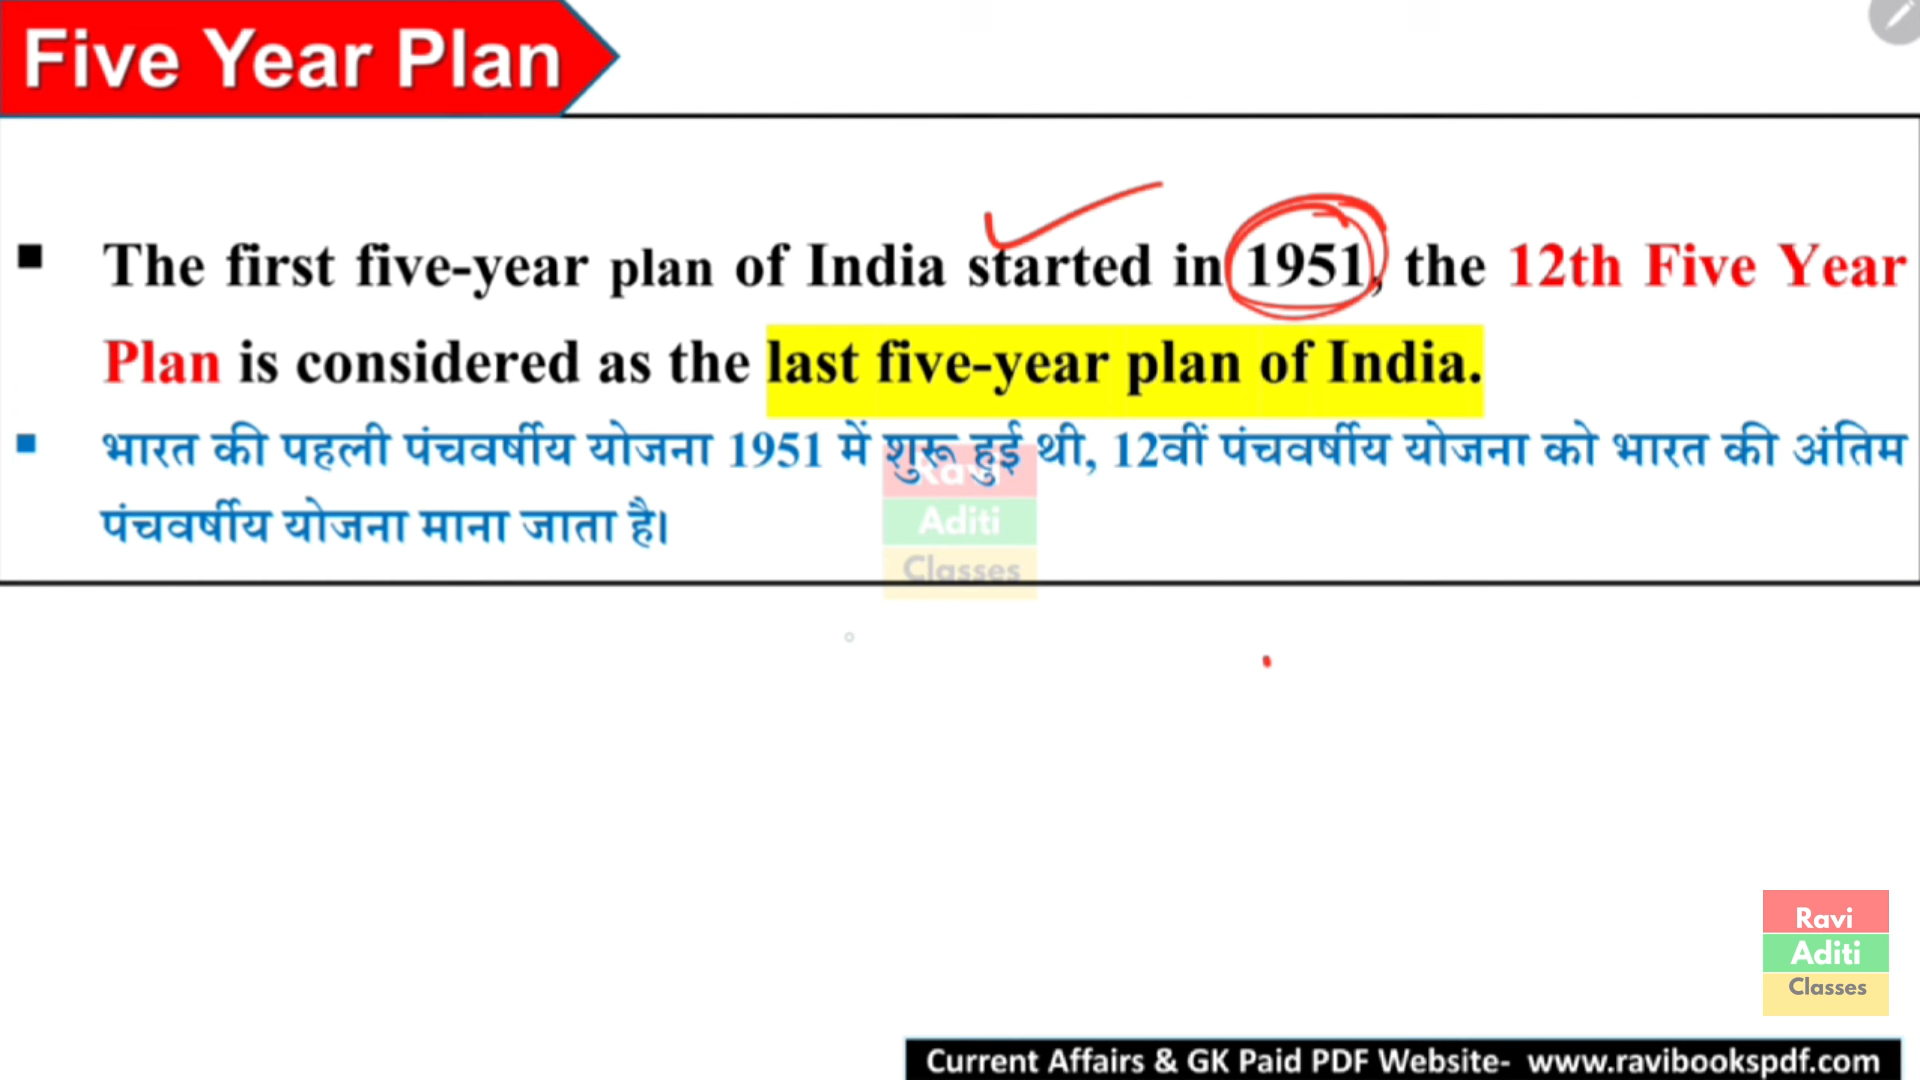 Five Year Plan
▪ The first five-year plan of India started in 1951, the 12th Five Year
Plan is considered as the last five-year plan of India.
▪ भारत की पहली पंचवर्षीय योजना 1951 में शुरू हुई थी, 12वीं पंचवर्षीय योजना को भारत की अंतिम
पंचवर्षीय योजना माना जाता है।
Ravi
Aditi
Classes
Ravi
Aditi
Classes
Current Affairs & GK Paid PDF Website- www.ravibookspdf.com